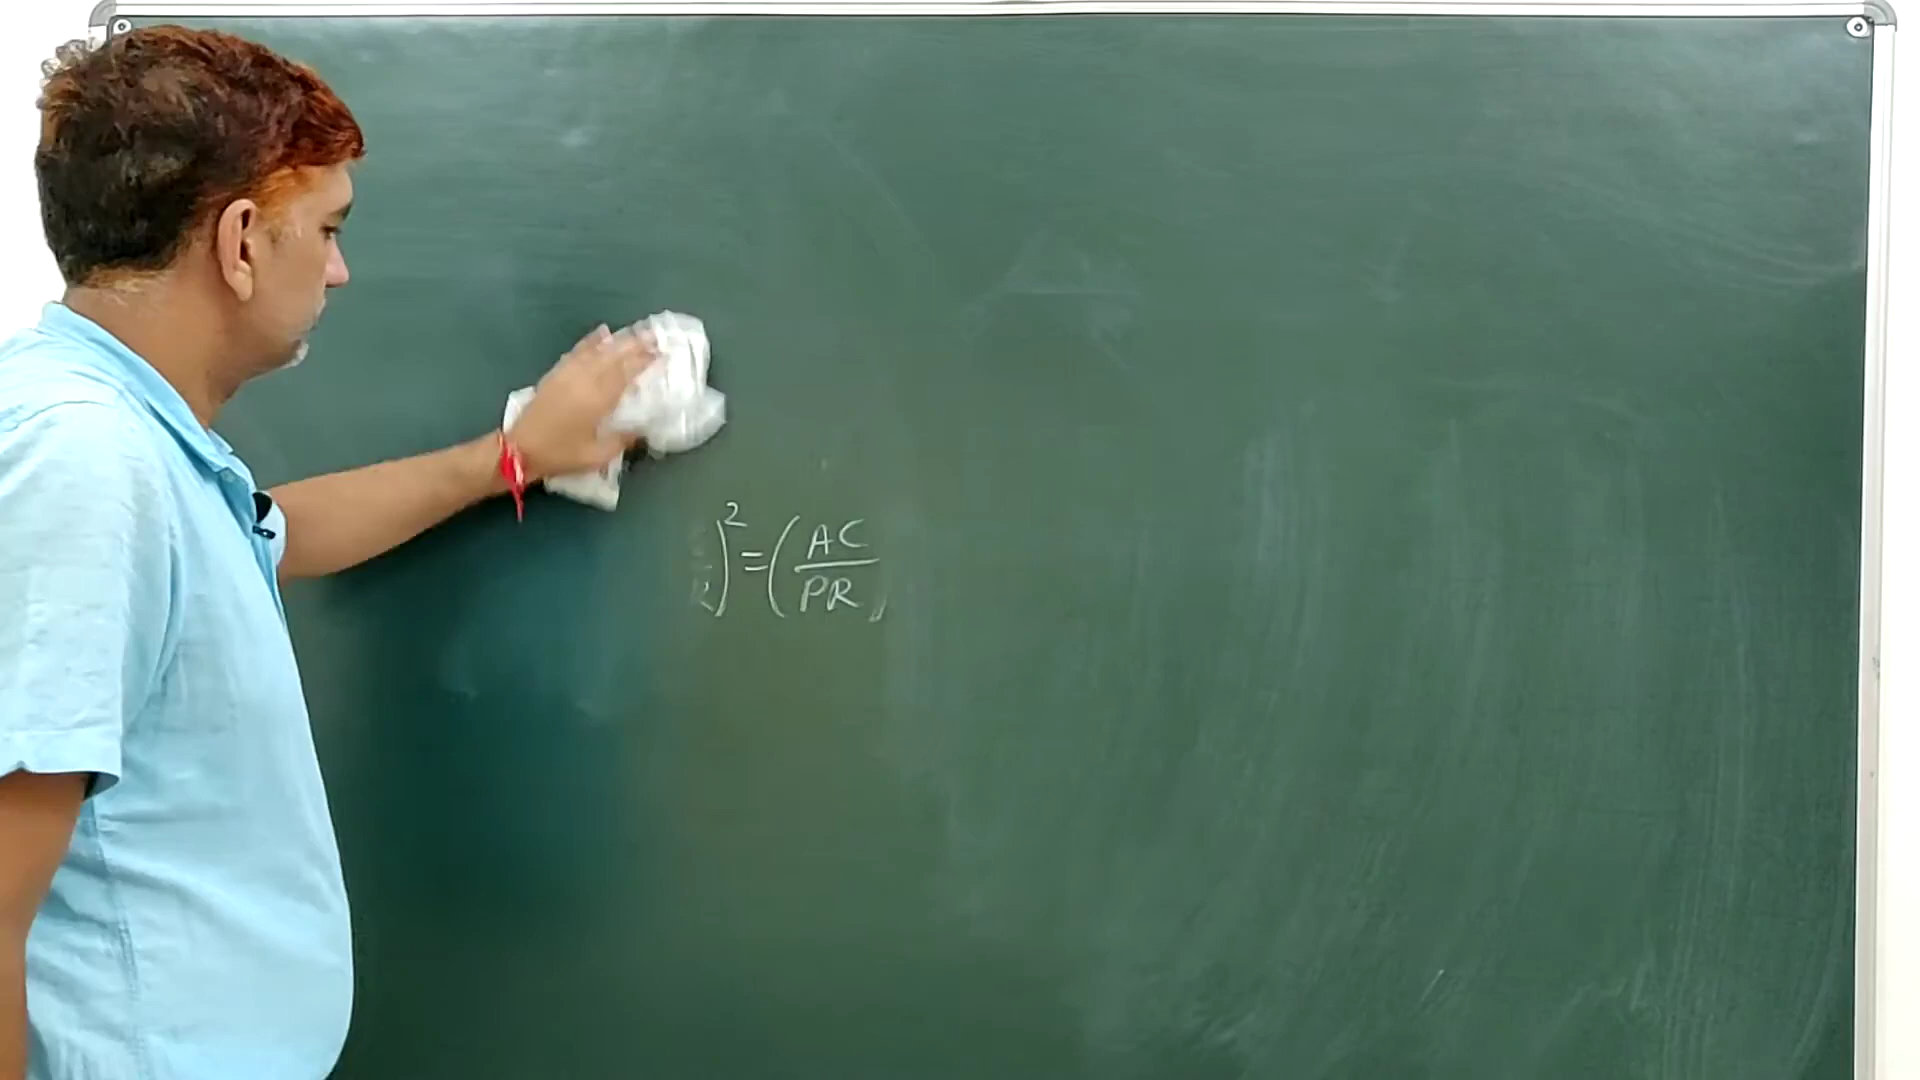 )² = (AC/PR)